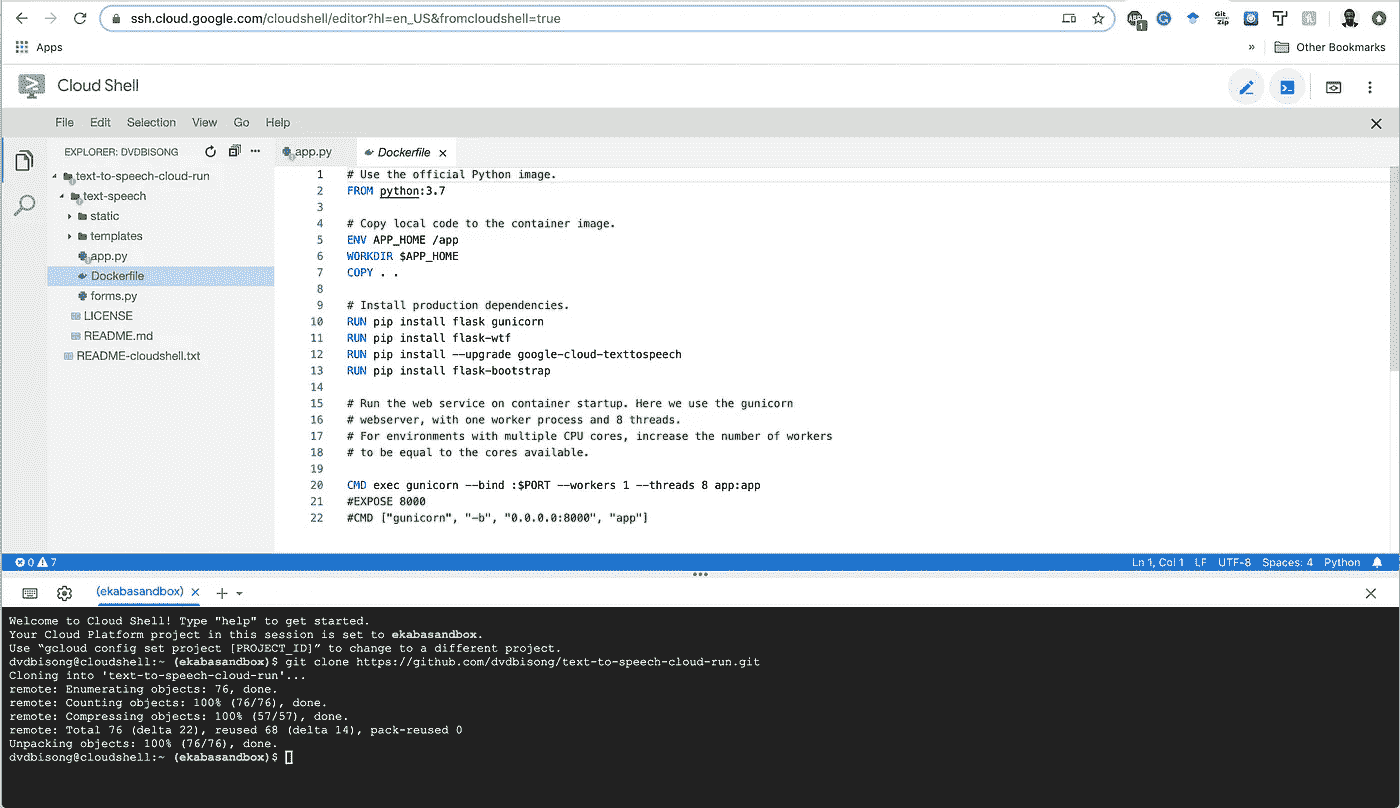 ssh.cloud.google.com/cloudshell/editor?hl=en_US&fromcloudshell=true
Apps
» Other Bookmarks
Cloud Shell
File Edit Selection View Go Help
EXPLORER: DVDBISONG
text-to-speech-cloud-run
text-speech
static
templates
app.py
Dockerfile
forms.py
LICENSE
README.md
README-cloudshell.txt
app.py Dockerfile
1 # Use the official Python image.
2 FROM python:3.7
3
4 # Copy local code to the container image.
5 ENV APP_HOME /app
6 WORKDIR $APP_HOME
7 COPY . .
8
9 # Install production dependencies.
10 RUN pip install flask gunicorn
11 RUN pip install flask-wtf
12 RUN pip install --upgrade google-cloud-texttospeech
13 RUN pip install flask-bootstrap
14
15 # Run the web service on container startup. Here we use the gunicorn
16 # webserver, with one worker process and 8 threads.
17 # For environments with multiple CPU cores, increase the number of workers
18 # to be equal to the cores available.
19
20 CMD exec gunicorn --bind :$PORT --workers 1 --threads 8 app:app
21 #EXPOSE 8000
22 #CMD ["gunicorn", "-b", "0.0.0.0:8000", "app"]
0 7 Ln 1, Col 1 LF UTF-8 Spaces: 4 Python
(ekabasandbox)
Welcome to Cloud Shell! Type "help" to get started.
Your Cloud Platform project in this session is set to ekabasandbox.
Use “gcloud config set project [PROJECT_ID]” to change to a different project.
dvdbisong@cloudshell:~ (ekabasandbox)$ git clone https://github.com/dvdbisong/text-to-speech-cloud-run.git
Cloning into 'text-to-speech-cloud-run'...
remote: Enumerating objects: 76, done.
remote: Counting objects: 100% (76/76), done.
remote: Compressing objects: 100% (57/57), done.
remote: Total 76 (delta 22), reused 68 (delta 14), pack-reused 0
Unpacking objects: 100% (76/76), done.
dvdbisong@cloudshell:~ (ekabasandbox)$